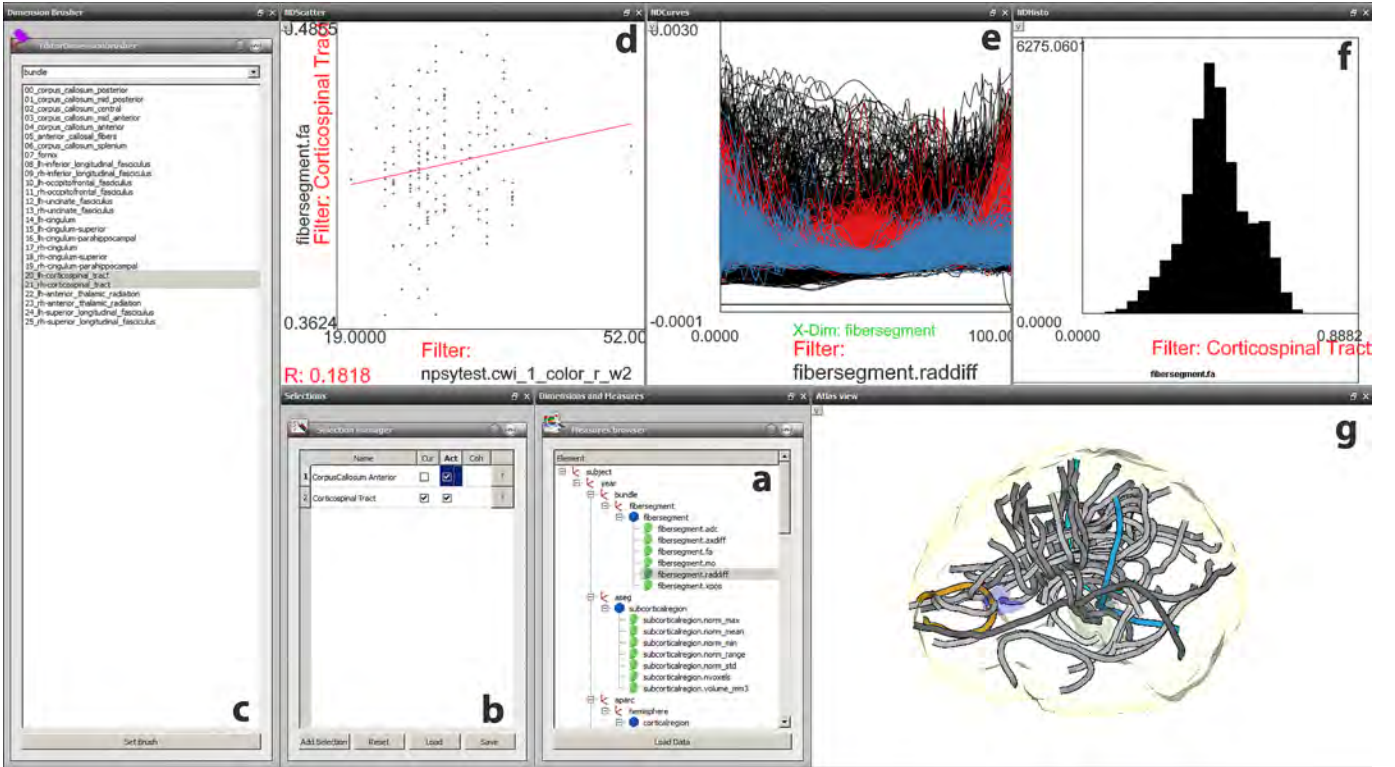 Dimension Brusher
FilterDimensionBrusher
bundle
00_corpus_callosum_posterior
01_corpus_callosum_mid_posterior
02_corpus_callosum_central
03_corpus_callosum_mid_anterior
04_corpus_callosum_anterior
05_anterior_callosal_fibers
06_corpus_callosum_splenium
07_fornix
08_lh-inferior_longitudinal_fasciculus
09_rh-inferior_longitudinal_fasciculus
10_lh-occpitofrontal_fasciculus
11_rh-occpitofrontal_fasciculus
12_lh-uncinate_fasciculus
13_rh-uncinate_fasciculus
14_lh-cingulum
15_lh-cingulum-superior
16_lh-cingulum-parahippocampal
17_rh-cingulum
18_rh-cingulum-superior
19_rh-cingulum-parahippocampal
20_lh-corticospinal_tract
21_rh-corticospinal_tract
22_lh-anterior_thalamic_radiation
23_rh-anterior_thalamic_radiation
24_lh-superior_longitudinal_fasciculus
25_rh-superior_longitudinal_fasciculus
c
Set Brush
NDScatter
0.4855
d
fibersegment.fa
Filter: Corticospinal Tract
0.3624
19.0000
52.00
Filter:
R: 0.1818
npsytest.cwi_1_color_r_w2
NDCurves
0.0030
e
-0.0001
0.0000
100.00
X-Dim: fibersegment
Filter:
fibersegment.raddiff
NDHisto
6275.0601
f
0.0000
0.0000
0.8882
Filter: Corticospinal Tract
fibersegment.fa
Selections
Selection manager
Name Cur Act Coh
1 CorpusCallosum Anterior
2 Corticospinal Tract
b
Add Selection Reset Load Save
Dimensions and Measures
Measures browser
Element
a
subject
year
bundle
fibersegment
fibersegment
fibersegment.adc
fibersegment.axdiff
fibersegment.fa
fibersegment.mo
fibersegment.raddiff
fibersegment.xpos
aseg
subcorticalregion
subcorticalregion.norm_max
subcorticalregion.norm_mean
subcorticalregion.norm_min
subcorticalregion.norm_range
subcorticalregion.norm_std
subcorticalregion.nvoxels
subcorticalregion.volume_mm3
aparc
hemisphere
corticalregion
Load Data
Atlas view
g